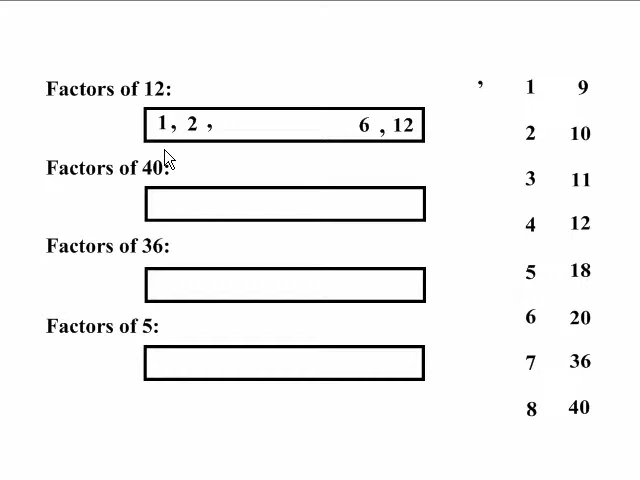 Factors of 12:
, 1 9
1, 2 , 6 , 12
2 10
Factors of 40:
3 11
4 12
Factors of 36:
5 18
6 20
Factors of 5:
7 36
8 40